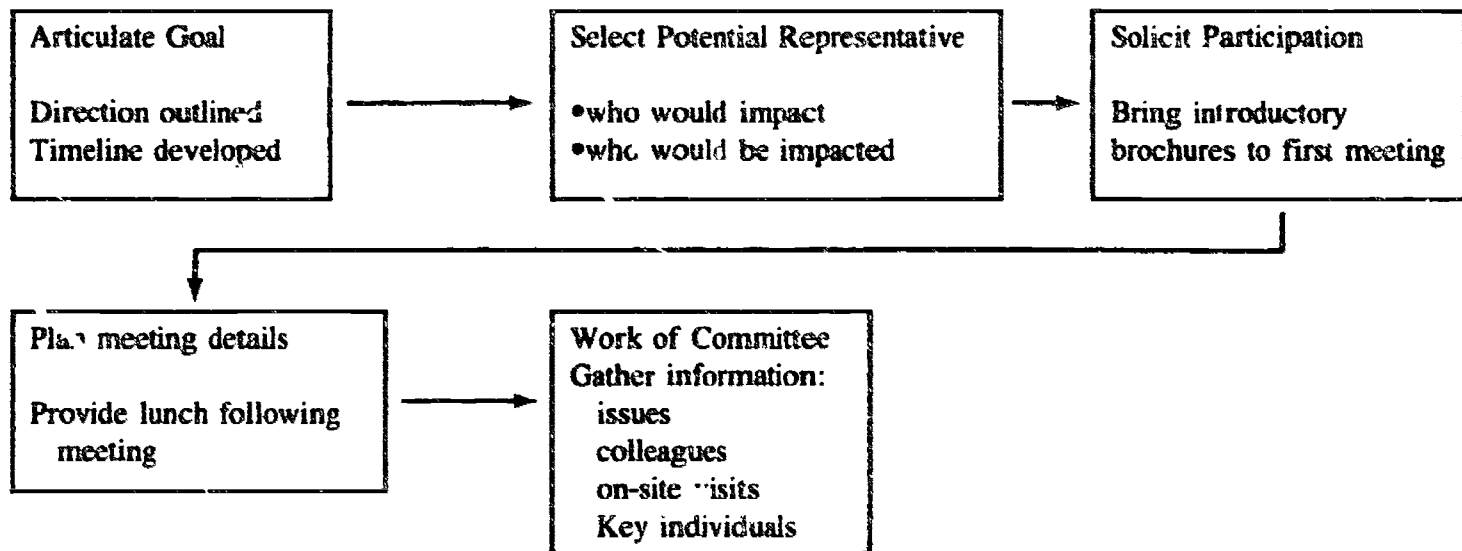 Articulate Goal
Direction outlined
Timeline developed
Select Potential Representative
•who would impact
•who would be impacted
Solicit Participation
Bring introductory
brochures to first meeting
Plan meeting details
Provide lunch following
meeting
Work of Committee
Gather information:
issues
colleagues
on-site visits
Key individuals